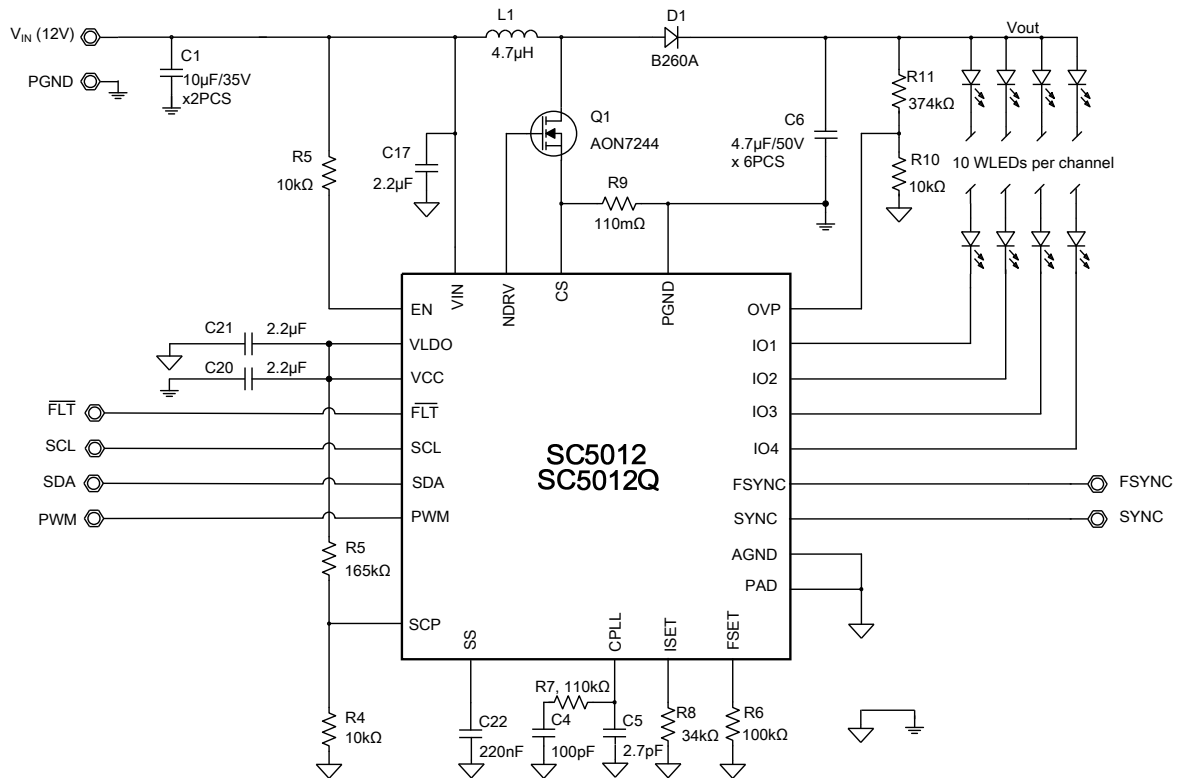 V_IN (12V)
PGND
C1
10µF/35V
x2PCS
L1
4.7µH
D1
B260A
Vout
R11
374kΩ
Q1
AON7244
C6
4.7µF/50V
x 6PCS
R10
10kΩ
10 WLEDs per channel
R5
10kΩ
C17
2.2µF
R9
110mΩ
VIN
NDRV
CS
PGND
EN
OVP
C21
2.2µF
VLDO
IO1
C20
2.2µF
VCC
IO2
FLT
FLT
IO3
SCL
SCL
IO4
SC5012
SC5012Q
SDA
SDA
FSYNC
FSYNC
PWM
PWM
SYNC
SYNC
R5
165kΩ
AGND
PAD
SCP
SS
CPLL
ISET
FSET
R4
10kΩ
C22
220nF
R7, 110kΩ
C4
100pF
C5
2.7pF
R8
34kΩ
R6
100kΩ